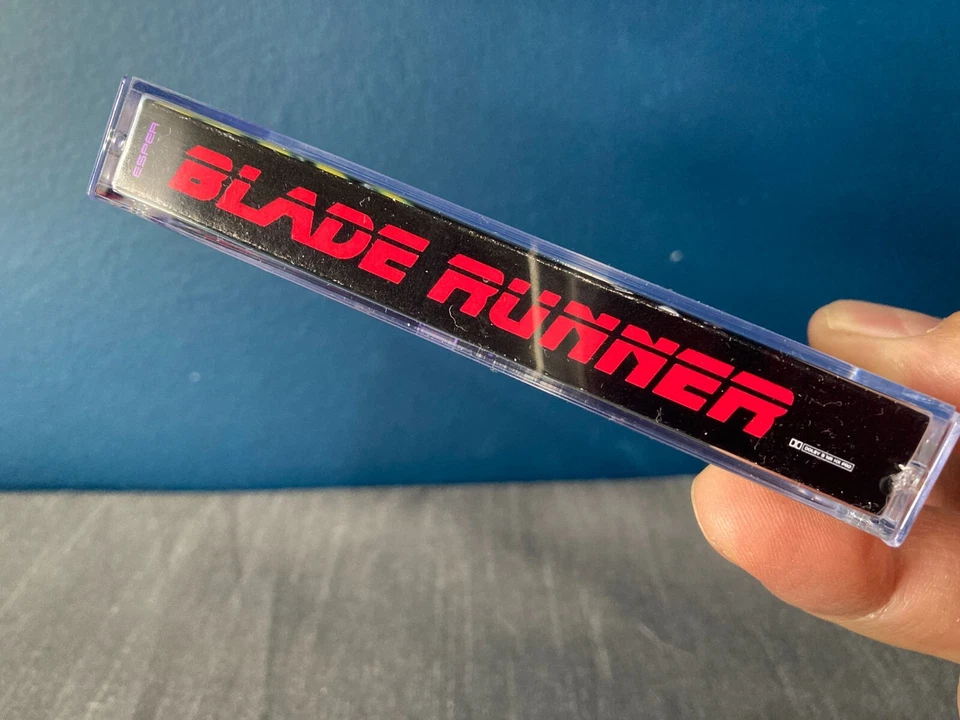 ESPER
BLADE RUNNER
DOLBY B NR HX PRO